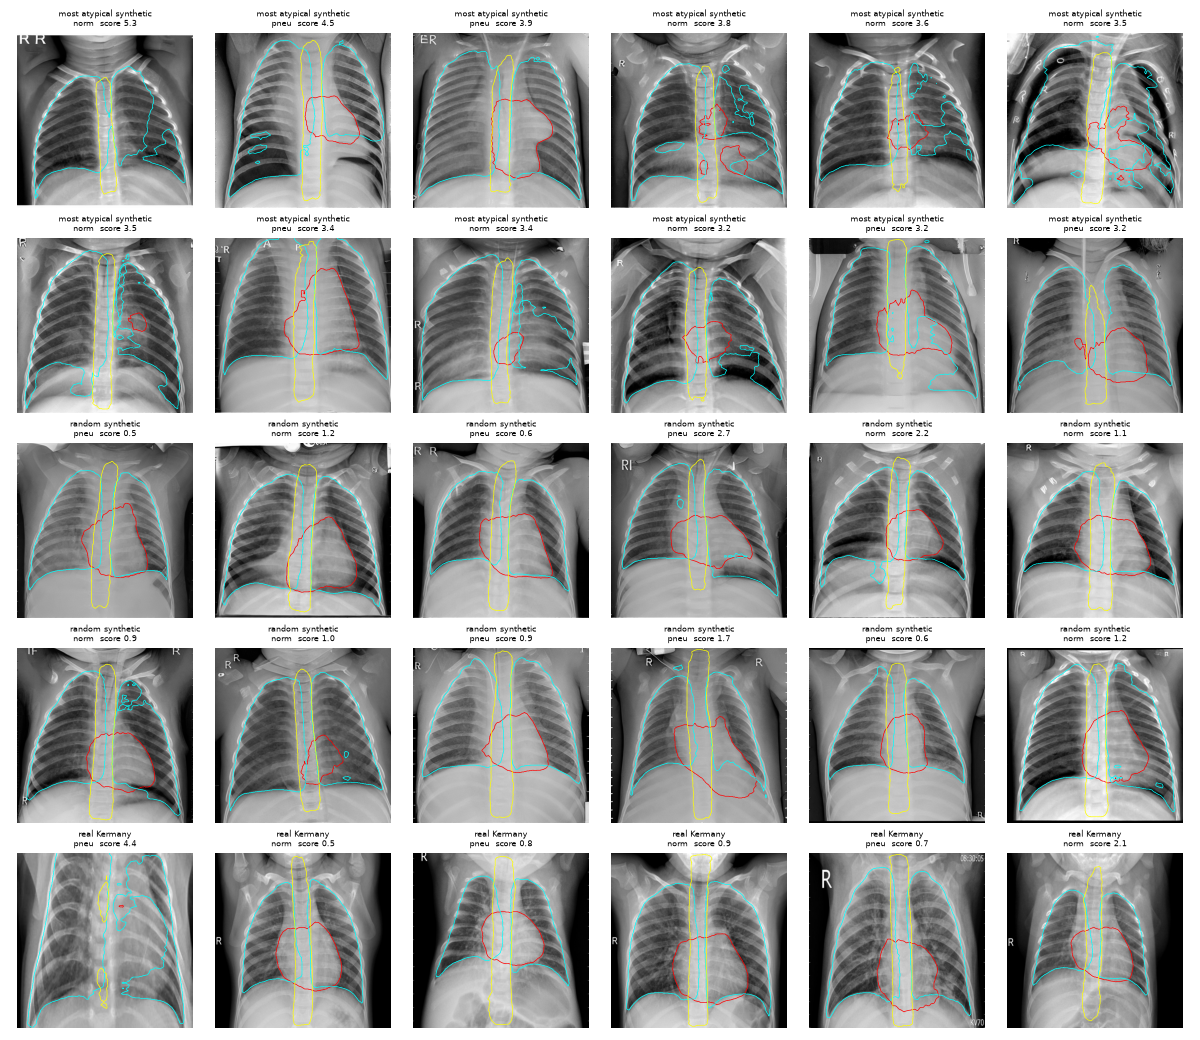 most atypical synthetic most atypical synthetic most atypical synthetic most atypical synthetic most atypical synthetic most atypical synthetic
norm score 5.3 pneu score 4.5 pneu score 3.9 norm score 3.8 norm score 3.6 norm score 3.5
R R ER R
most atypical synthetic most atypical synthetic most atypical synthetic most atypical synthetic most atypical synthetic most atypical synthetic
norm score 3.5 pneu score 3.4 norm score 3.4 norm score 3.2 pneu score 3.2 pneu score 3.2
R 'R A R R R
R
R
random synthetic random synthetic random synthetic random synthetic random synthetic random synthetic
pneu score 0.5 norm score 1.2 pneu score 0.6 pneu score 2.7 norm score 2.2 norm score 1.1
R R RI R R
random synthetic random synthetic random synthetic random synthetic random synthetic random synthetic
norm score 0.9 norm score 1.0 pneu score 0.9 pneu score 1.7 pneu score 0.6 norm score 1.2
R R R R R R R
R R
real Kermany real Kermany real Kermany real Kermany real Kermany real Kermany
pneu score 4.4 norm score 0.5 pneu score 0.8 norm score 0.9 pneu score 0.7 norm score 2.1
R R
R R R